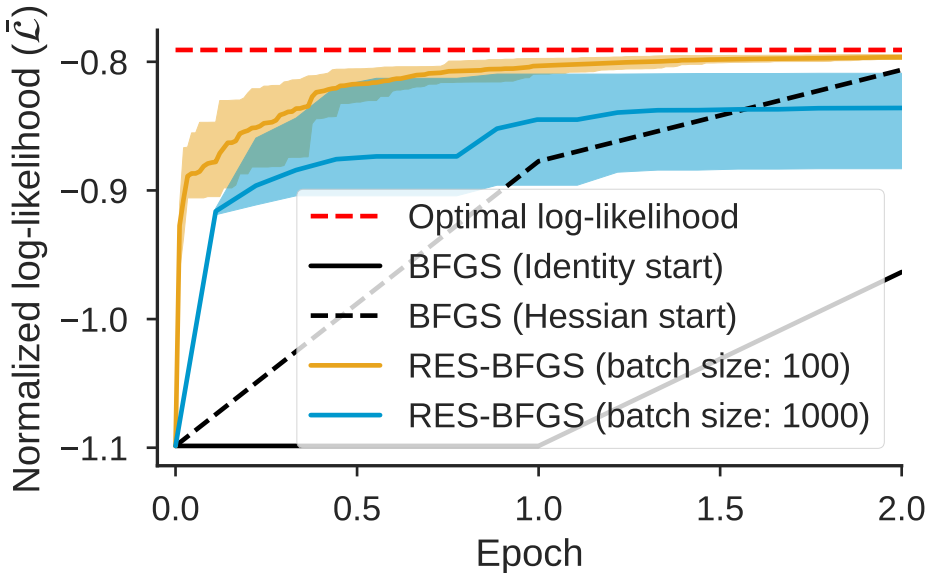 Normalized log-likelihood (ℒ̄)
−0.8
−0.9
−1.0
−1.1
Optimal log-likelihood
BFGS (Identity start)
BFGS (Hessian start)
RES-BFGS (batch size: 100)
RES-BFGS (batch size: 1000)
0.0 0.5 1.0 1.5 2.0
Epoch